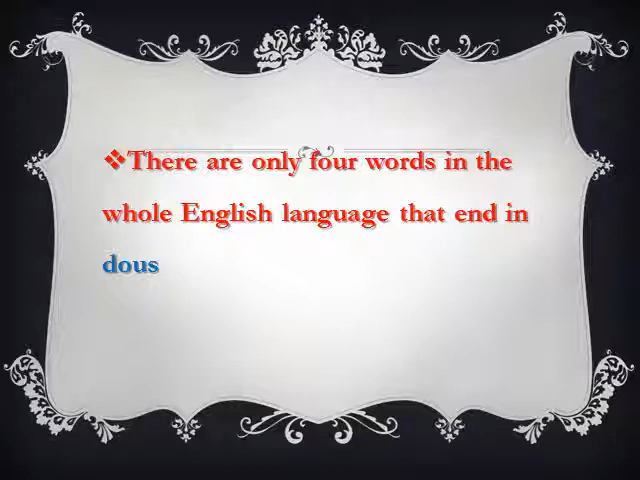 ❖There are only four words in the
whole English language that end in
dous